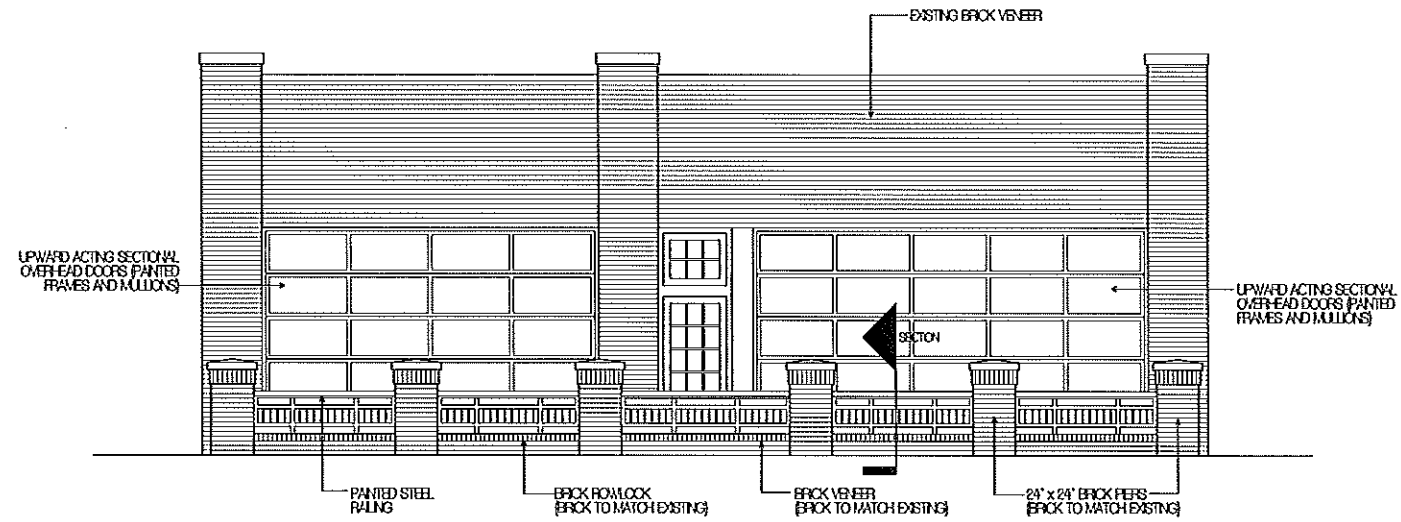 EXISTING BRICK VENEER
UPWARD ACTING SECTIONAL
OVERHEAD DOORS (PAINTED
FRAMES AND MULLIONS)
UPWARD ACTING SECTIONAL
OVERHEAD DOORS (PAINTED
FRAMES AND MULLIONS)
SECTION
PAINTED STEEL
RAILING
BRICK ROWLOCK
(BRICK TO MATCH EXISTING)
BRICK VENEER
(BRICK TO MATCH EXISTING)
24" x 24" BRICK PIERS
(BRICK TO MATCH EXISTING)